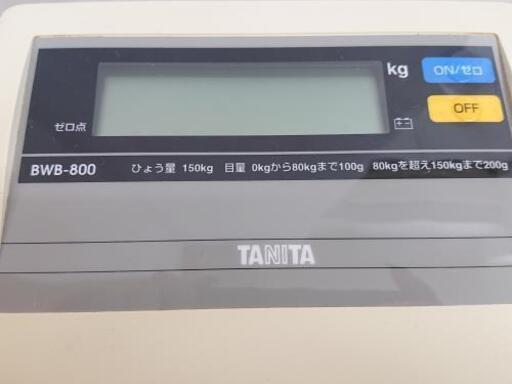 kg
ON/ゼロ
OFF
ゼロ点
BWB-800 ひょう量 150kg 目量 0kgから80kgまで100g 80kgを超え150kgまで200g
TANITA